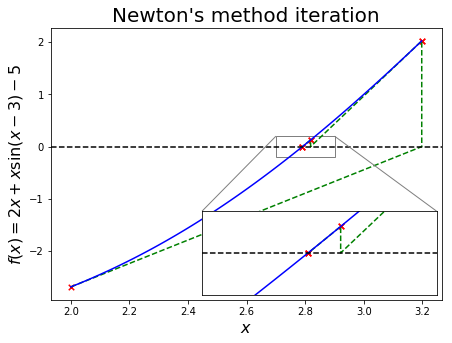 Newton's method iteration
f(x) = 2x + xsin(x − 3) − 5
2
1
0
−1
−2
2.0 2.2 2.4 2.6 2.8 3.0 3.2
x